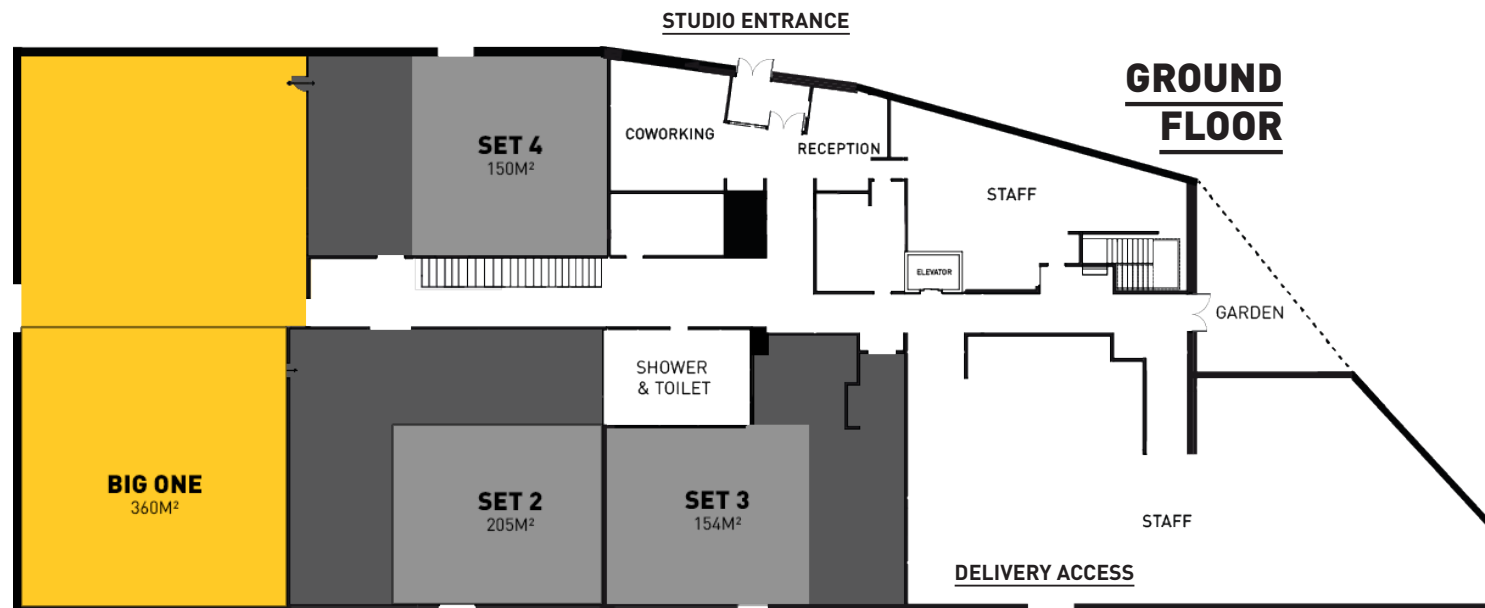 STUDIO ENTRANCE
GROUND
FLOOR
COWORKING
RECEPTION
SET 4
150M²
STAFF
ELEVATOR
GARDEN
SHOWER
& TOILET
BIG ONE
360M²
SET 2
205M²
SET 3
154M²
STAFF
DELIVERY ACCESS